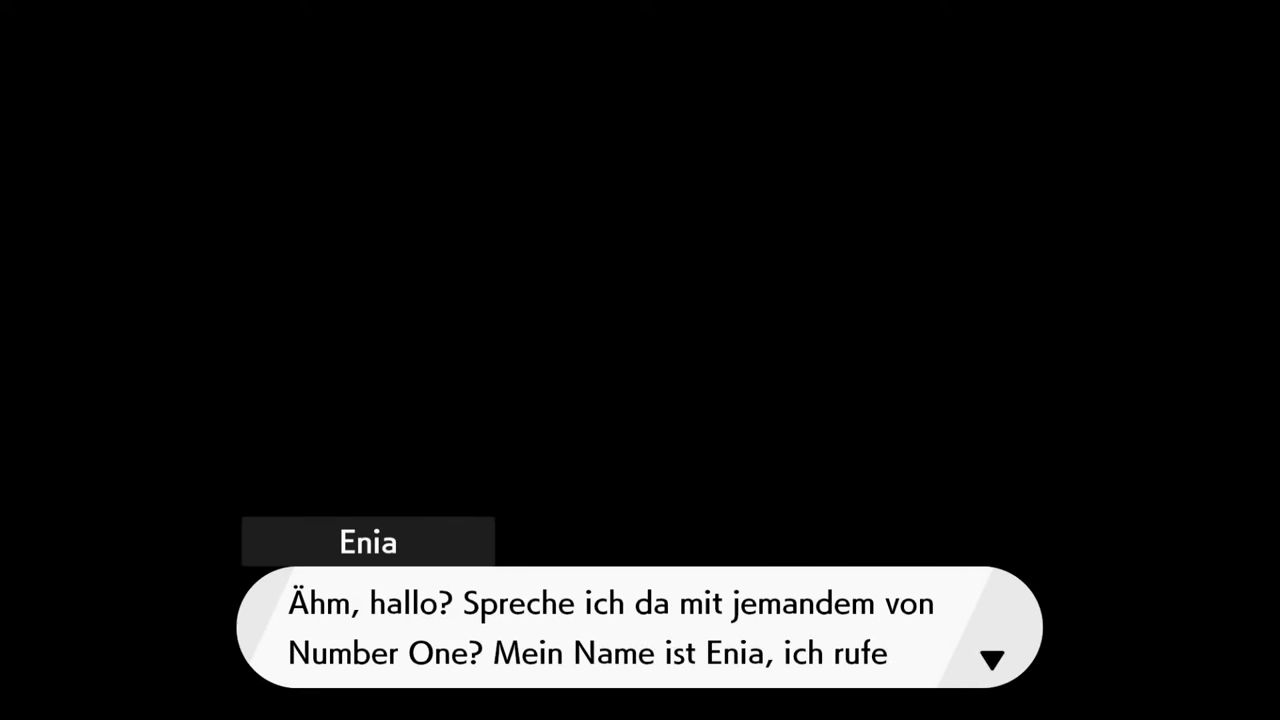 Enia
Ähm, hallo? Spreche ich da mit jemandem von
Number One? Mein Name ist Enia, ich rufe